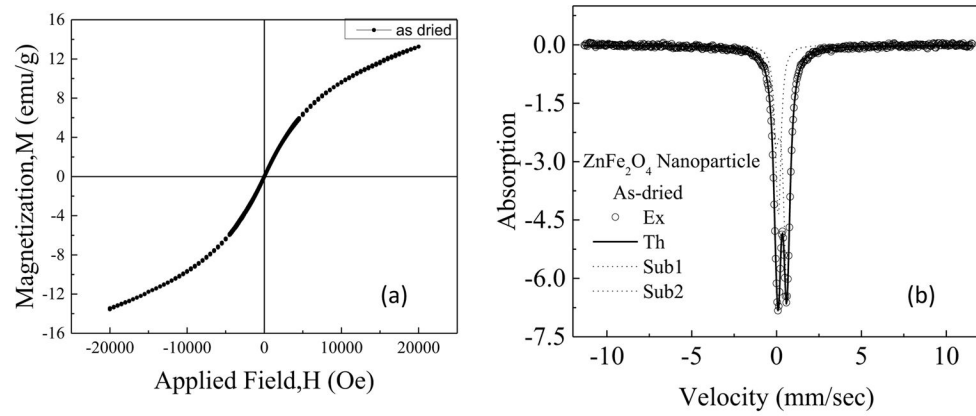 16
12
8
4
0
-4
-8
-12
-16
Magnetization,M (emu/g)
as dried
(a)
-20000 -10000 0 10000 20000
Applied Field,H (Oe)
0.0
-1.5
-3.0
-4.5
-6.0
-7.5
Absorption
ZnFe2O4 Nanoparticle
As-dried
Ex
Th
Sub1
Sub2
(b)
-10 -5 0 5 10
Velocity (mm/sec)